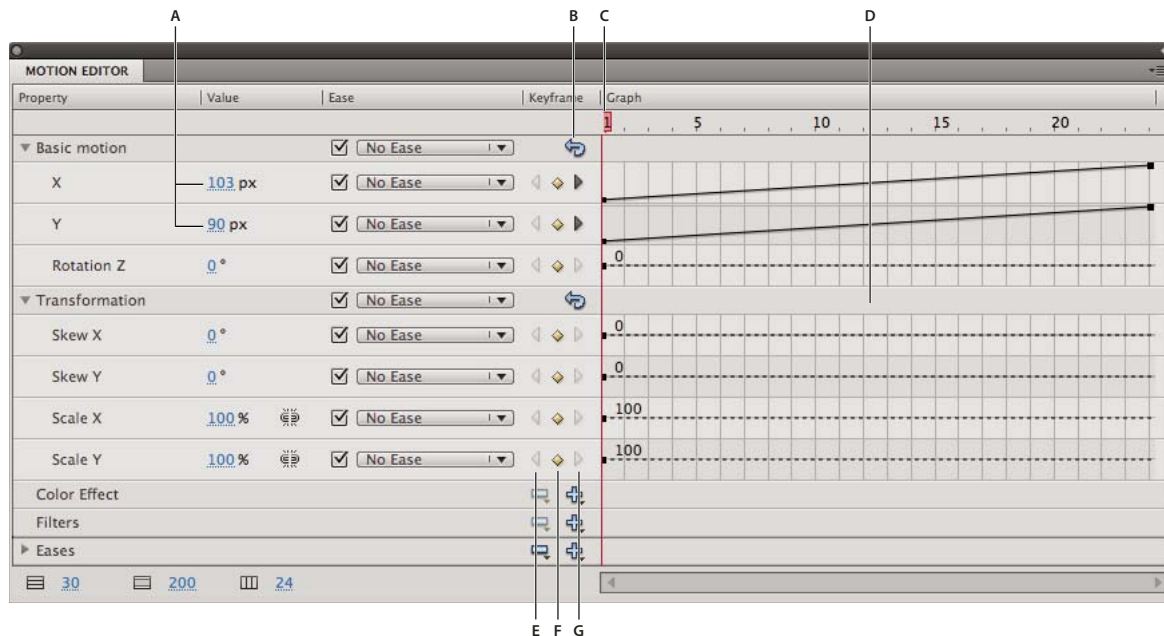 A B C D
MOTION EDITOR
Property Value Ease Keyframe Graph
1 5 10 15 20
Basic motion No Ease
X 103 px No Ease
Y 90 px No Ease
Rotation Z 0° No Ease 0
Transformation No Ease
Skew X 0° No Ease 0
Skew Y 0° No Ease 0
Scale X 100 % No Ease 100
Scale Y 100 % No Ease 100
Color Effect
Filters
Eases
30 200 24
E F G